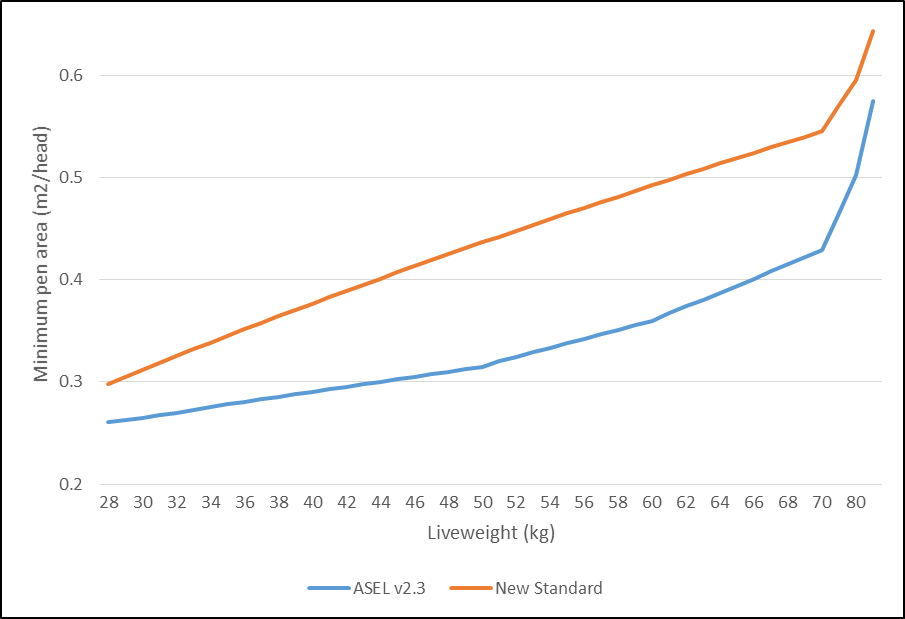 Minimum pen area (m2/head)
0.6
0.5
0.4
0.3
0.2
28 30 32 34 36 38 40 42 44 46 48 50 52 54 56 58 60 62 64 66 68 70 80
Liveweight (kg)
ASEL v2.3 New Standard